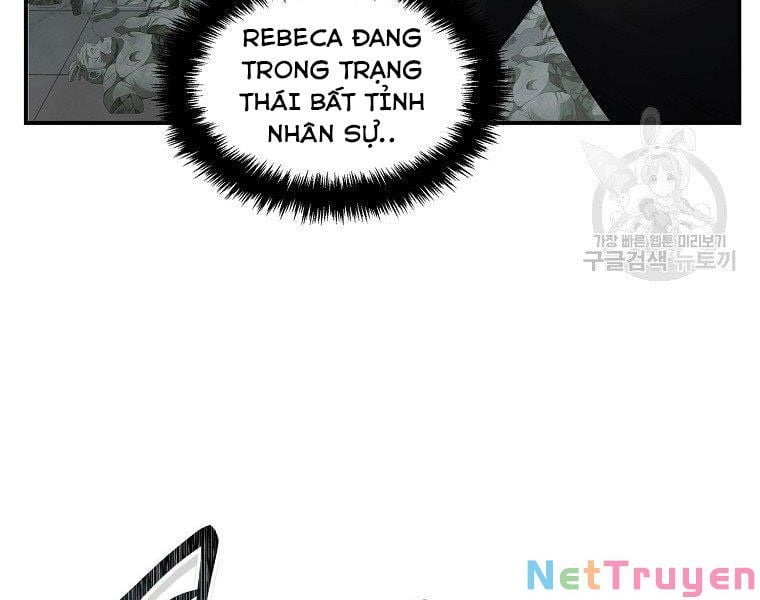 REBECA ĐANG
TRONG TRẠNG
THÁI BẤT TỈNH
NHÂN SỰ..
가장 빠른 웹툰 미리보기
구글검색 뉴토끼
NetTruyen